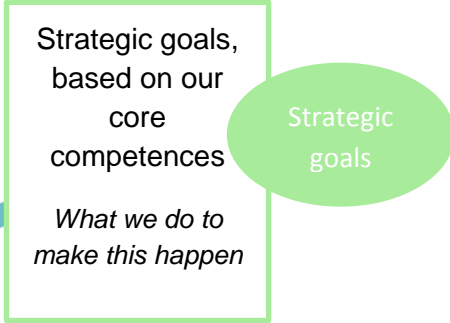 Strategic goals,
based on our
core
competences
What we do to
make this happen
Strategic
goals